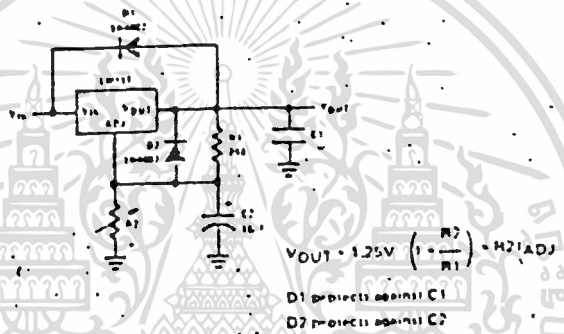 D1
1N4002
LM117
Vin
Vin
VOUT
ADJ
VOUT
D2
1N4002
R1
240
C1
R2
C2
VOUT = 1.25V (1 + R2/R1) + R2IADJ
D1 protects against C1
D2 protects against C2